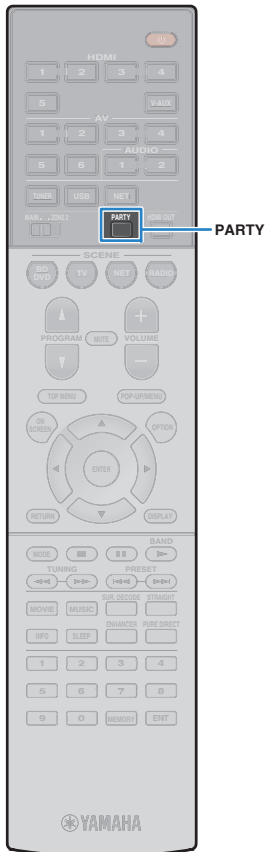 HDMI
1 2 3 4
5 V-AUX
AV
1 2 3 4
AUDIO
5 6 1 2
TUNER USB NET
MAIN ZONE2 PARTY HDMI OUT
PARTY
SCENE
BD
DVD TV NET RADIO
PROGRAM MUTE VOLUME
TOP MENU POP-UP/MENU
ON
SCREEN OPTION
ENTER
RETURN DISPLAY
BAND
MODE
TUNING PRESET
SUR. DECODE STRAIGHT
MOVIE MUSIC
ENHANCER PURE DIRECT
INFO SLEEP
1 2 3 4
5 6 7 8
9 0 MEMORY ENT
YAMAHA